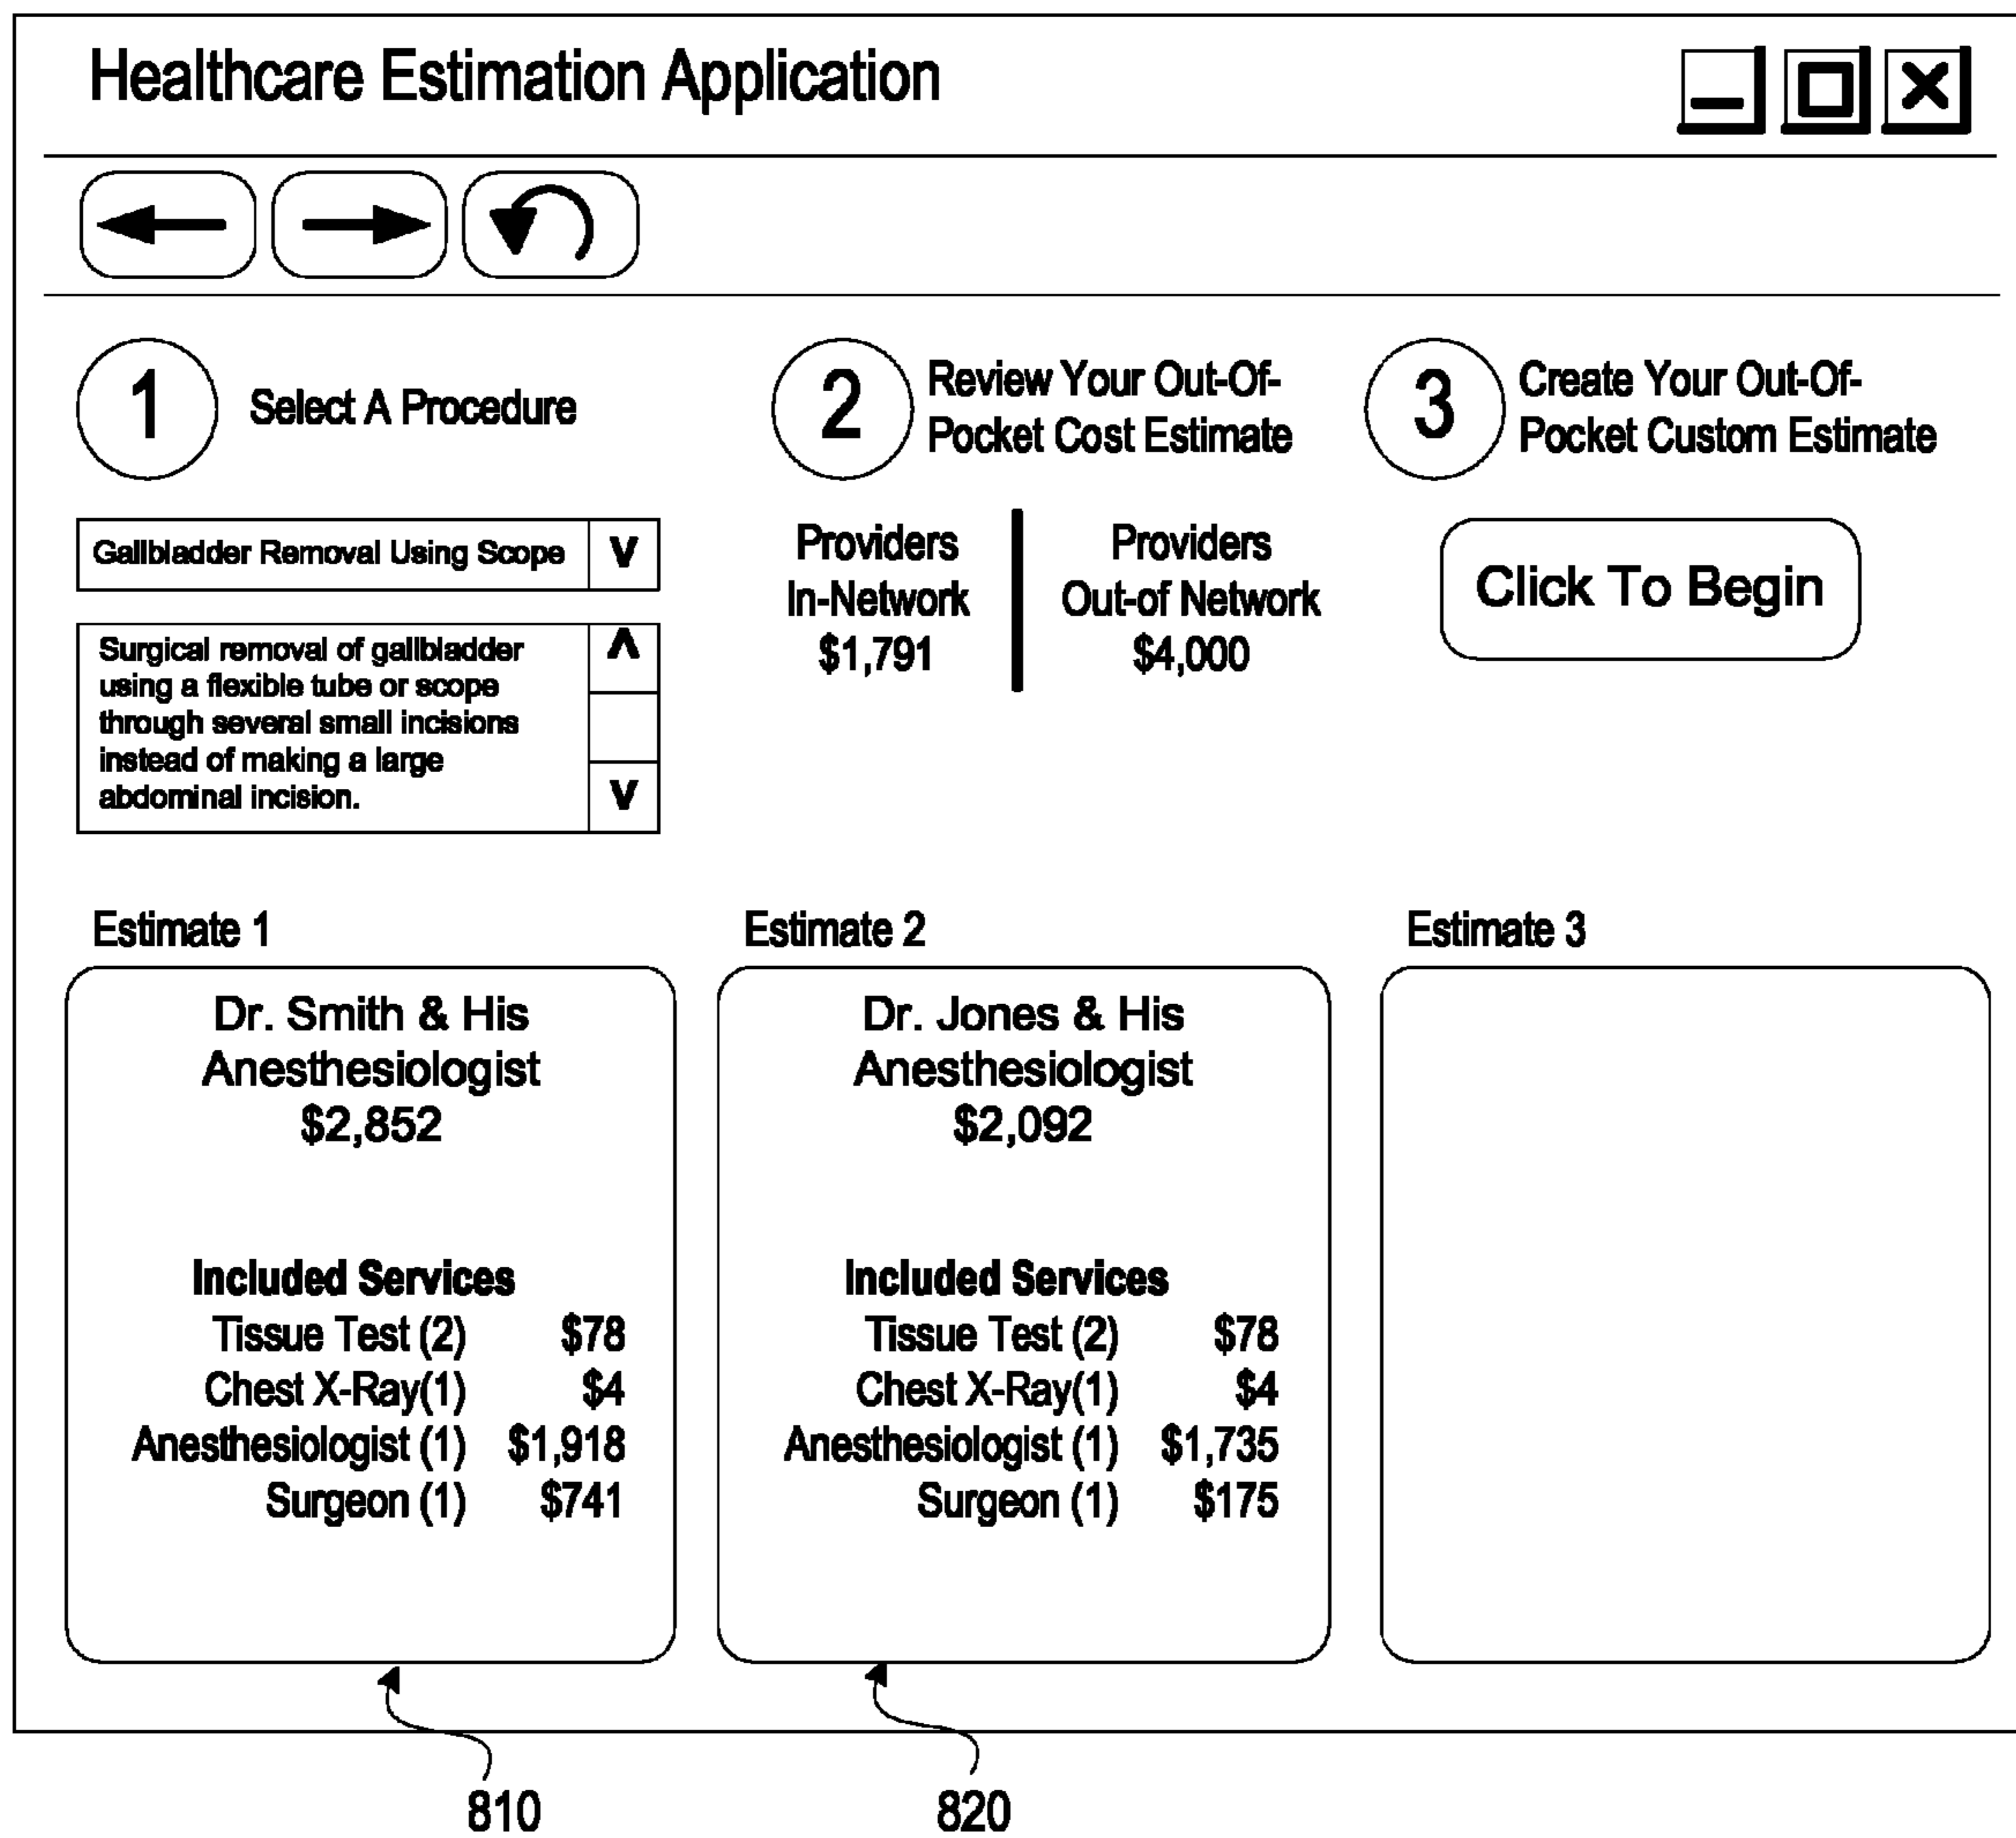 Healthcare Estimation Application
1
Select A Procedure
2
Review Your Out-Of-
Pocket Cost Estimate
3
Create Your Out-Of-
Pocket Custom Estimate
Gallbladder Removal Using Scope V
Surgical removal of gallbladder
using a flexible tube or scope
through several small incisions
instead of making a large
abdominal incision.
Providers
In-Network
$1,791
Providers
Out-of Network
$4,000
Click To Begin
Estimate 1
Dr. Smith & His
Anesthesiologist
$2,852
Included Services
Tissue Test (2) $78
Chest X-Ray(1) $4
Anesthesiologist (1) $1,918
Surgeon (1) $741
Estimate 2
Dr. Jones & His
Anesthesiologist
$2,092
Included Services
Tissue Test (2) $78
Chest X-Ray(1) $4
Anesthesiologist (1) $1,735
Surgeon (1) $175
Estimate 3
810
820